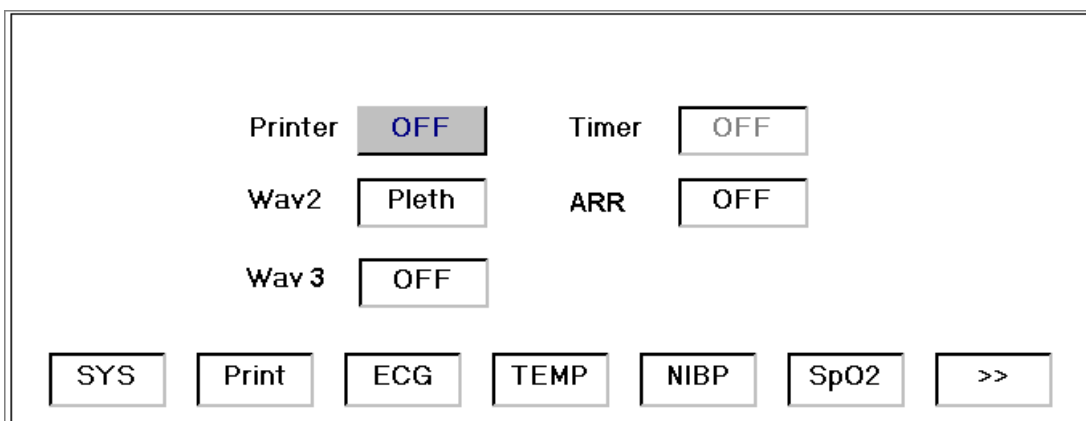 Printer OFF Timer OFF
Wav2 Pleth ARR OFF
Wav 3 OFF
SYS Print ECG TEMP NIBP SpO2 >>